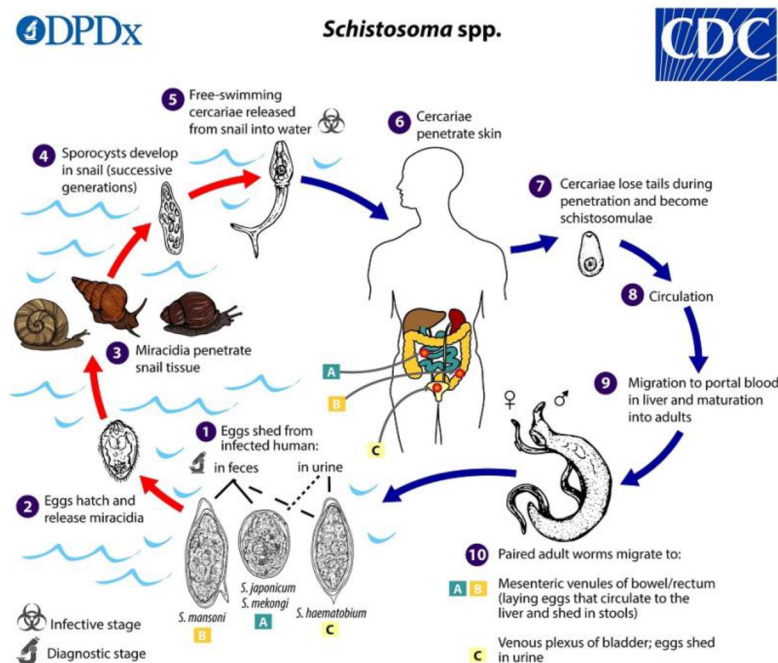 DPDx
Schistosoma spp.
CDC
5 Free-swimming
cercariae released
from snail into water
6 Cercariae
penetrate skin
4 Sporocysts develop
in snail (successive
generations)
7 Cercariae lose tails during
penetration and become
schistosomulae
8 Circulation
3 Miracidia penetrate
snail tissue
A
B
C
9 Migration to portal blood
in liver and maturation
into adults
♀ ♂
1 Eggs shed from
infected human:
in feces
in urine
2 Eggs hatch and
release miracidia
S. mansoni
B
S. japonicum
S. mekongi
A
S. haematobium
C
10 Paired adult worms migrate to:
A B Mesenteric venules of bowel/rectum
(laying eggs that circulate to the
liver and shed in stools)
C Venous plexus of bladder; eggs shed
in urine
Infective stage
Diagnostic stage